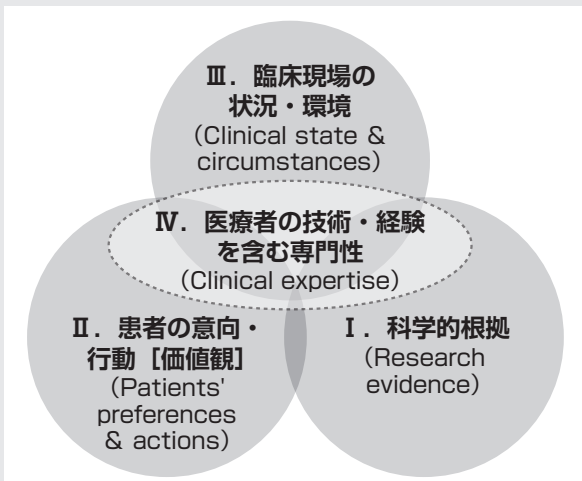 Ⅲ．臨床現場の
状況・環境
（Clinical state &
circumstances）
Ⅳ．医療者の技術・経験
を含む専門性
（Clinical expertise）
Ⅱ．患者の意向・
行動［価値観］
（Patients'
preferences
& actions）
Ⅰ．科学的根拠
（Research
evidence）